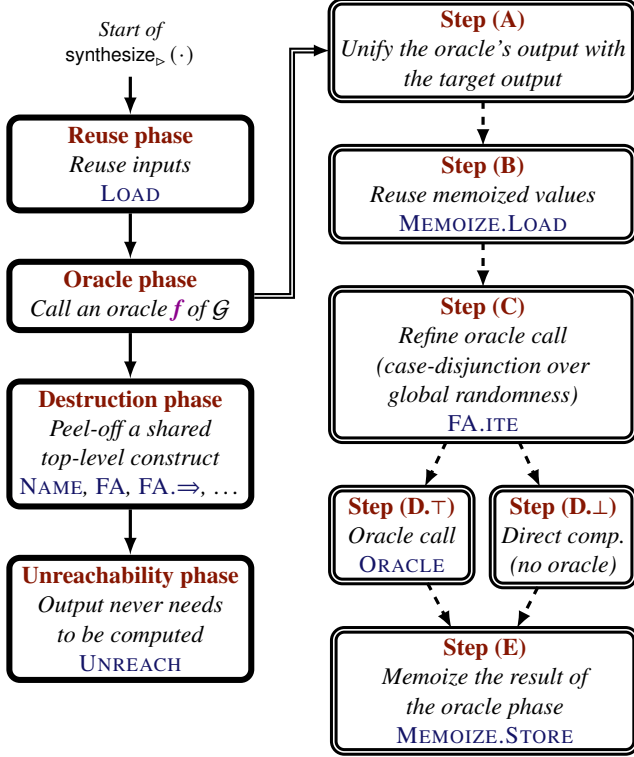 Start of
synthesize▷(·)
Reuse phase
Reuse inputs
LOAD
Oracle phase
Call an oracle f of 𝒢
Destruction phase
Peel-off a shared
top-level construct
NAME, FA, FA.⇒, ...
Unreachability phase
Output never needs
to be computed
UNREACH
Step (A)
Unify the oracle's output with
the target output
Step (B)
Reuse memoized values
MEMOIZE.LOAD
Step (C)
Refine oracle call
(case-disjunction over
global randomness)
FA.ITE
Step (D.⊤)
Oracle call
ORACLE
Step (D.⊥)
Direct comp.
(no oracle)
Step (E)
Memoize the result of
the oracle phase
MEMOIZE.STORE